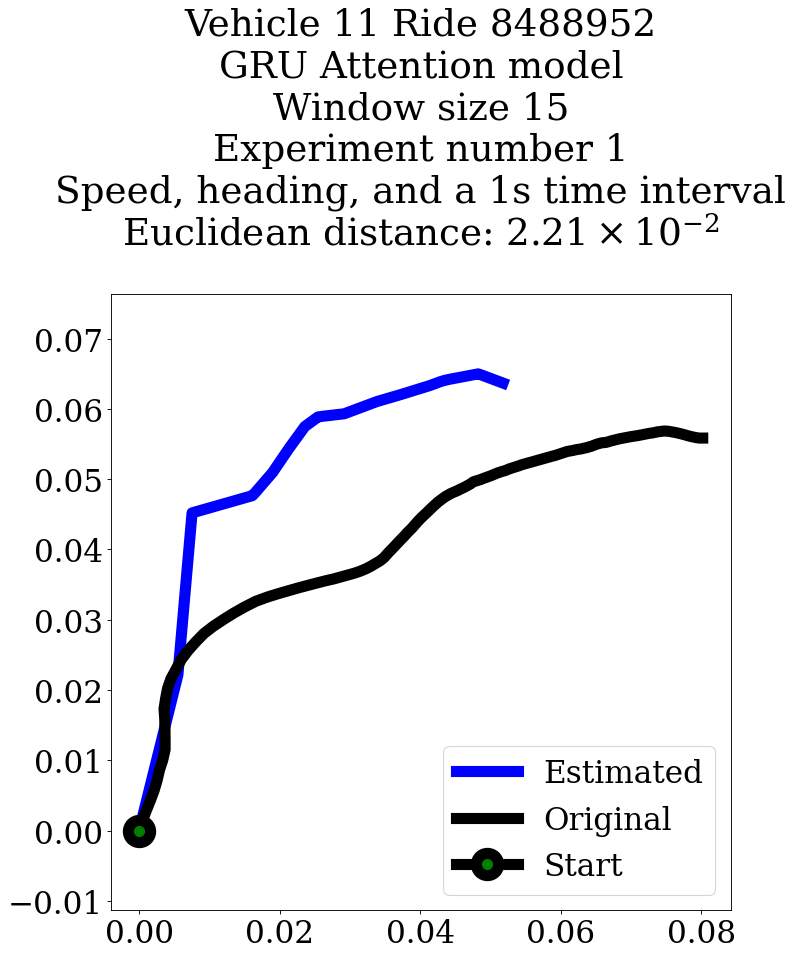 Vehicle 11 Ride 8488952
GRU Attention model
Window size 15
Experiment number 1
Speed, heading, and a 1s time interval
Euclidean distance: 2.21 × 10⁻²
0.07
0.06
0.05
0.04
0.03
0.02
0.01
0.00
−0.01
Estimated
Original
Start
0.00 0.02 0.04 0.06 0.08